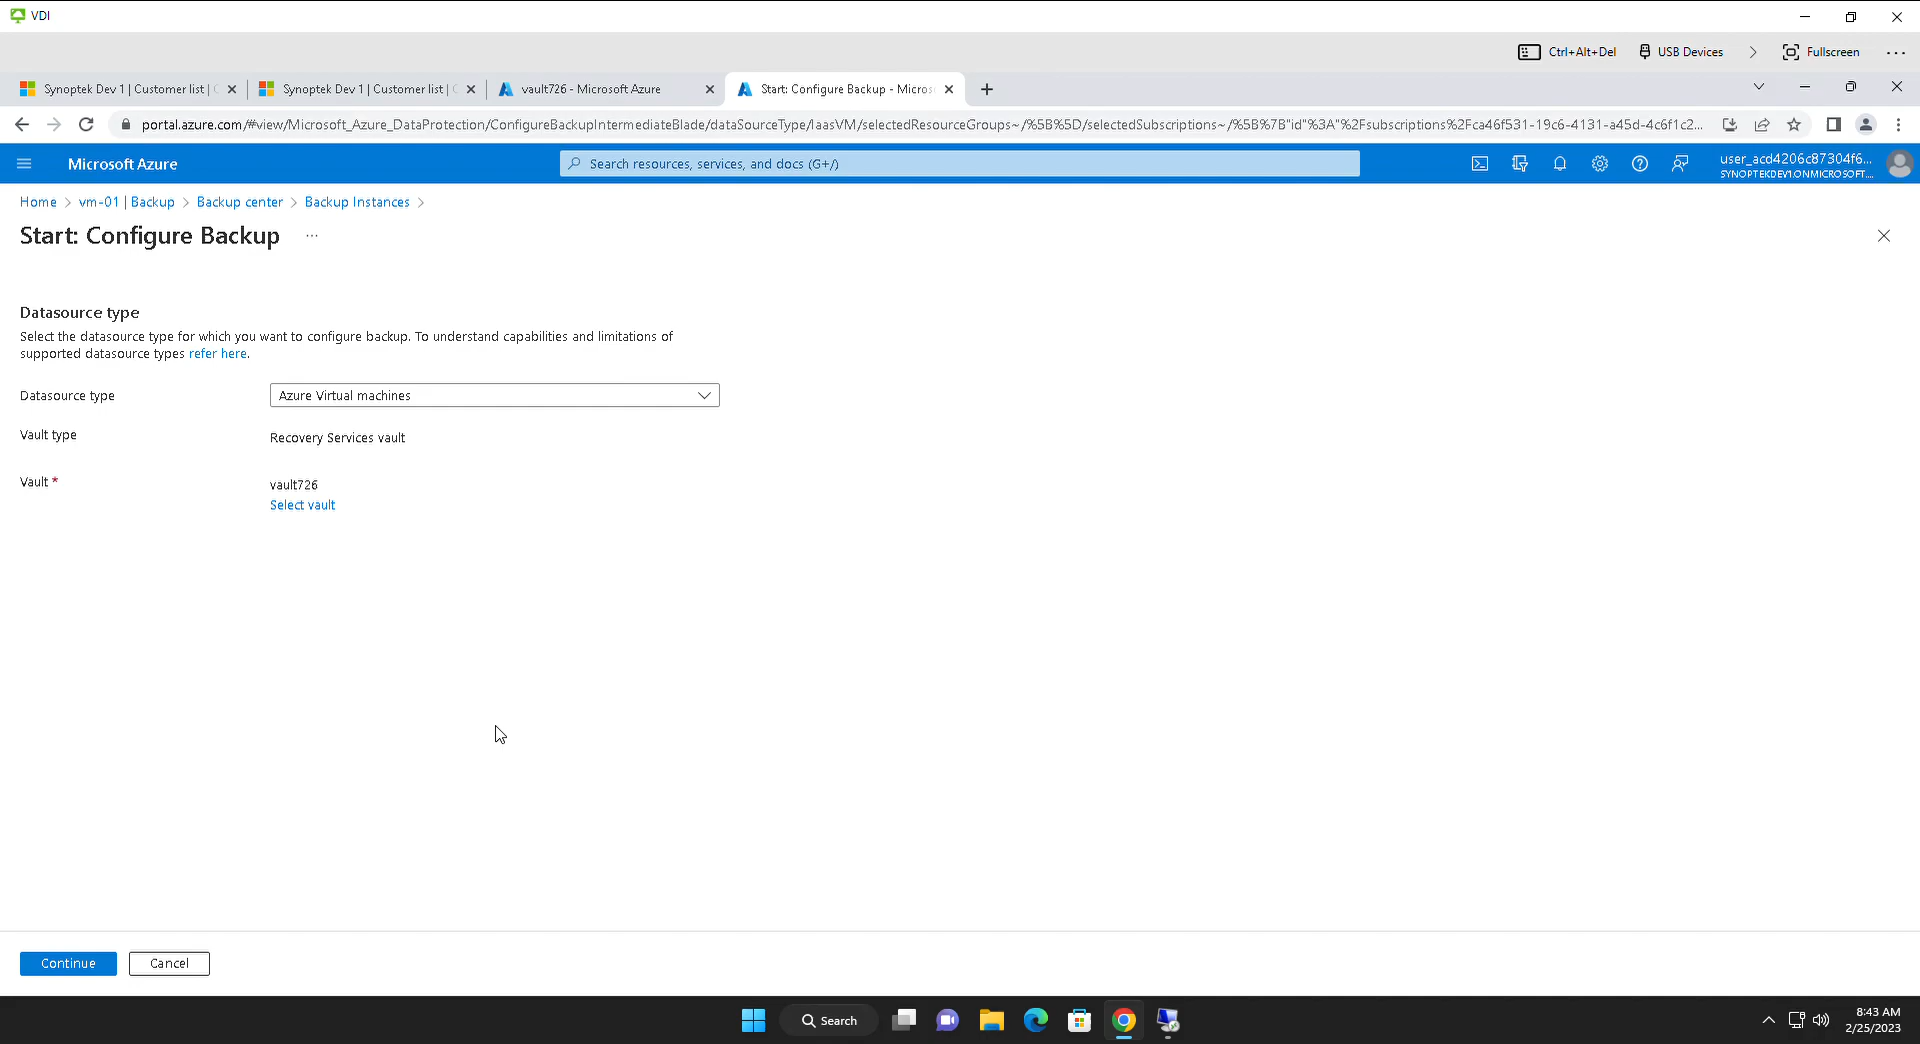 VDI
Ctrl+Alt+Del
USB Devices
Fullscreen
Synoptek Dev 1 | Customer list |
Synoptek Dev 1 | Customer list |
vault726 - Microsoft Azure
Start: Configure Backup - Micros
portal.azure.com/#view/Microsoft_Azure_DataProtection/ConfigureBackupIntermediateBlade/dataSourceType/IaasVM/selectedResourceGroups~/%5B%5D/selectedSubscriptions~/%5B%7B"id"%3A"%2Fsubscriptions%2Fca46f531-19c6-4131-a45d-4c6f1c2...
Microsoft Azure
Search resources, services, and docs (G+/)
user_acd4206c87304f6...
SYNOPTEKDEV1.ONMICROSOFT....
Home > vm-01 | Backup > Backup center > Backup Instances >
Start: Configure Backup ...
Datasource type
Select the datasource type for which you want to configure backup. To understand capabilities and limitations of
supported datasource types refer here.
Datasource type
Azure Virtual machines
Vault type
Recovery Services vault
Vault *
vault726
Select vault
Continue
Cancel
Search
8:43 AM
2/25/2023